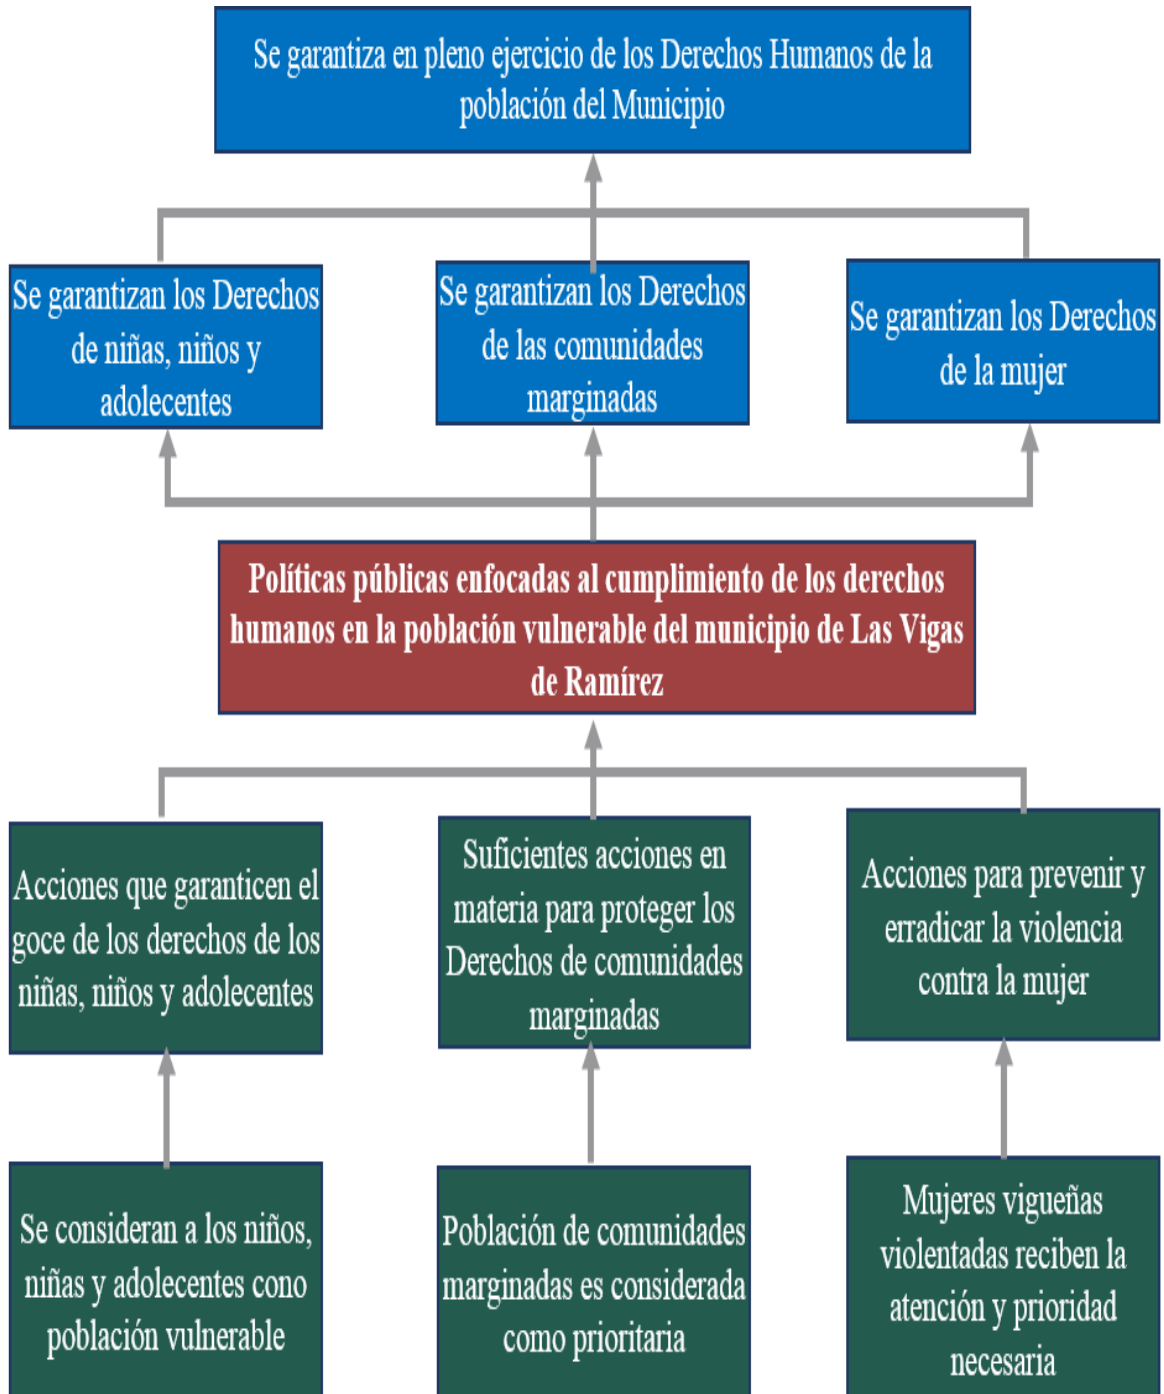 Se garantiza en pleno ejercicio de los Derechos Humanos de la
población del Municipio
Se garantizan los Derechos
de niñas, niños y
adolecentes
Se garantizan los Derechos
de las comunidades
marginadas
Se garantizan los Derechos
de la mujer
Políticas públicas enfocadas al cumplimiento de los derechos
humanos en la población vulnerable del municipio de Las Vigas
de Ramírez
Acciones que garanticen el
goce de los derechos de los
niñas, niños y adolecentes
Suficientes acciones en
materia para proteger los
Derechos de comunidades
marginadas
Acciones para prevenir y
erradicar la violencia
contra la mujer
Se consideran a los niños,
niñas y adolecentes cono
población vulnerable
Población de comunidades
marginadas es considerada
como prioritaria
Mujeres vigueñas
violentadas reciben la
atención y prioridad
necesaria